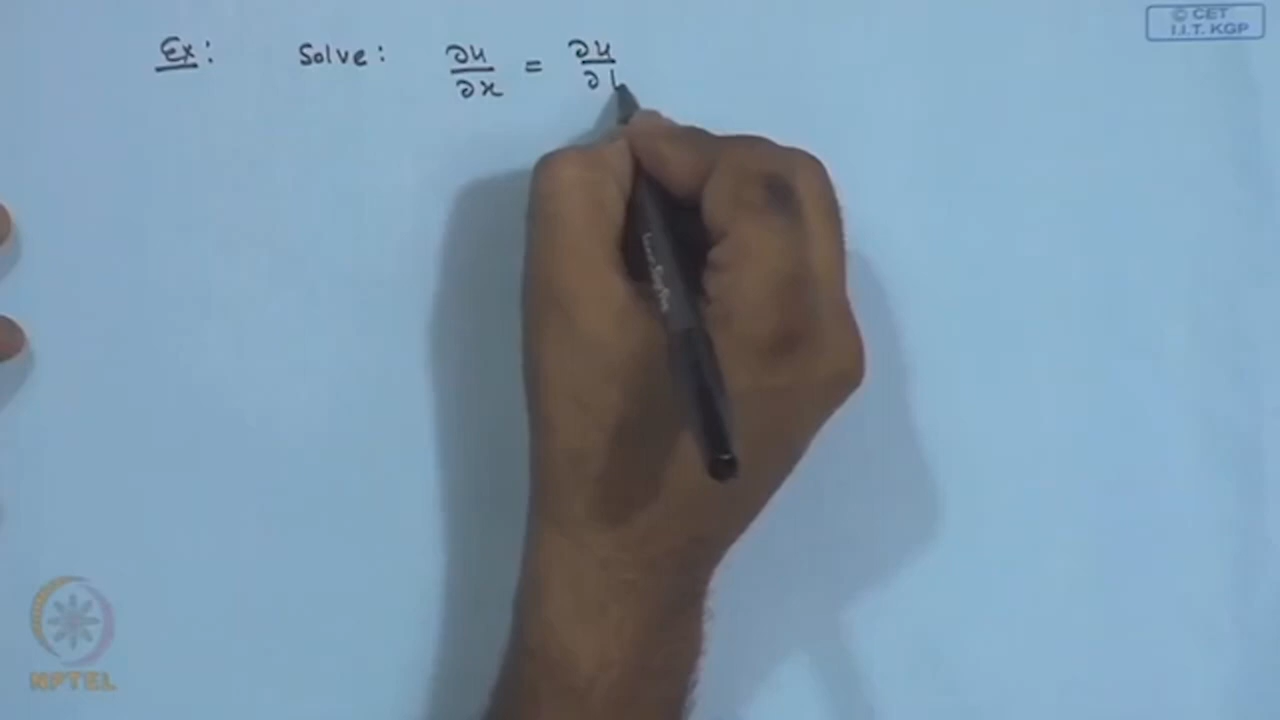 Ex: Solve: ∂u/∂x = ∂u/∂
© CET
I.I.T. KGP
NPTEL